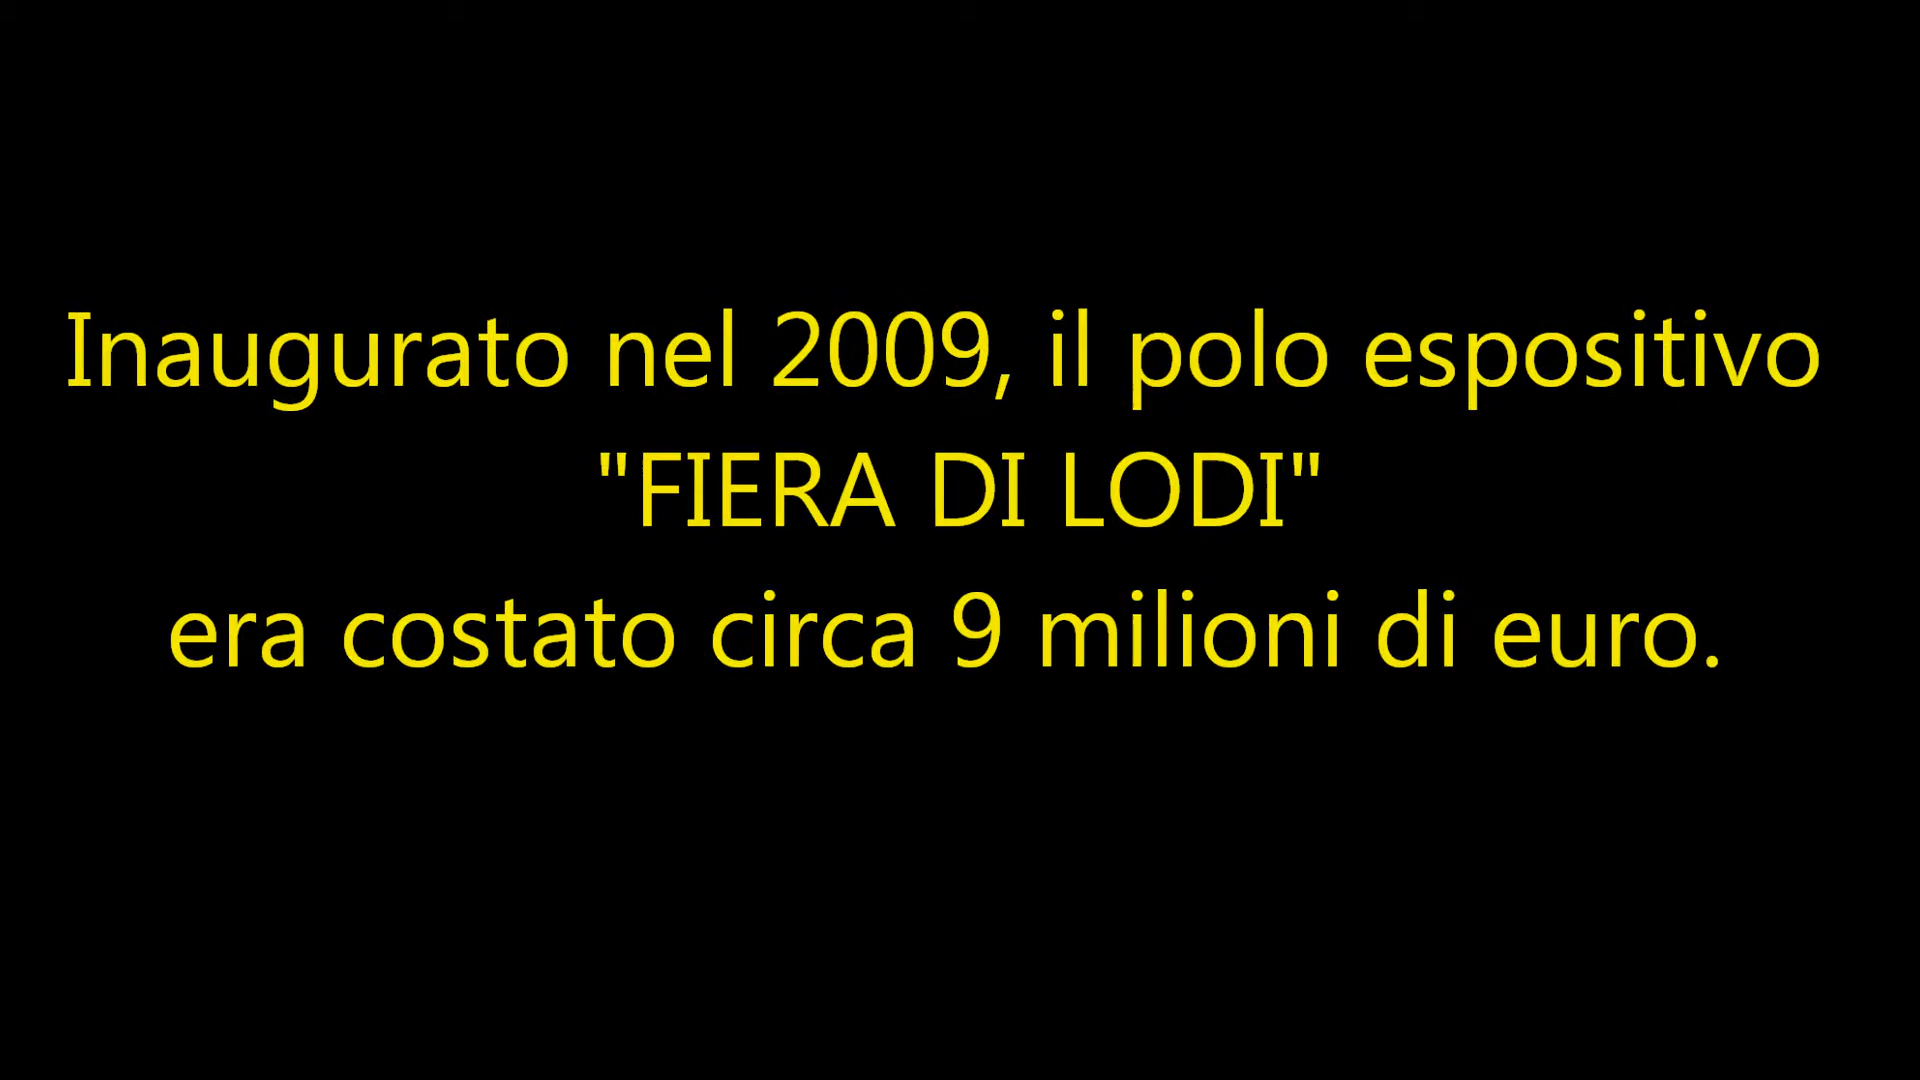 Inaugurato nel 2009, il polo espositivo
"FIERA DI LODI"
era costato circa 9 milioni di euro.